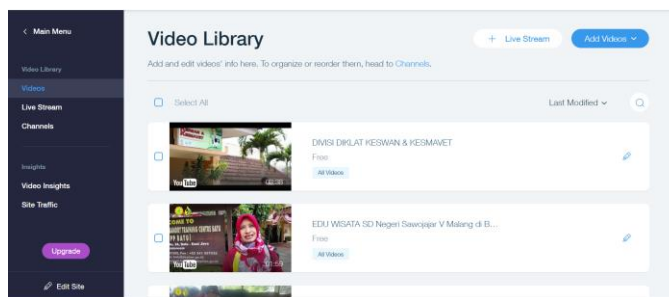 Main Menu
Video Library
Videos
Live Stream
Channels
Insights
Video Insights
Site Traffic
Upgrade
Edit Site
Video Library
+ Live Stream
Add Videos
Add and edit videos' info here. To organize or reorder them, head to Channels.
Select All
Last Modified
DIVISI DIKLAT KESWAN & KESMAVET
Free
All Videos
YouTube
EDU WISATA SD Negeri Sawojajar V Malang di B...
Free
All Videos
YouTube